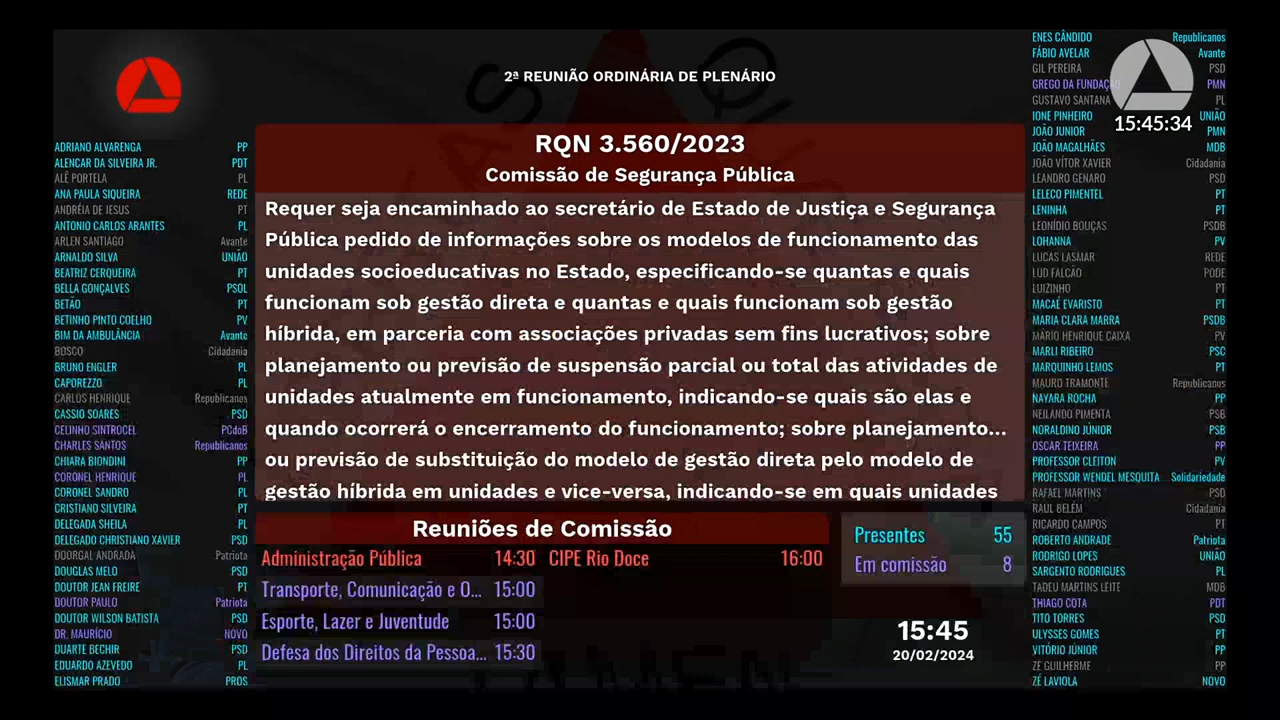 2ª REUNIÃO ORDINÁRIA DE PLENÁRIO
15:45:34
ADRIANO ALVARENGA PP
ALENCAR DA SILVEIRA JR. PDT
ALÊ PORTELA PL
ANA PAULA SIQUEIRA REDE
ANDRÉIA DE JESUS PT
ANTONIO CARLOS ARANTES PL
ARLEN SANTIAGO Avante
ARNALDO SILVA UNIÃO
BEATRIZ CERQUEIRA PT
BELLA GONÇALVES PSOL
BETÃO PT
BETINHO PINTO COELHO PV
BIM DA AMBULÂNCIA Avante
BOSCO Cidadania
BRUNO ENGLER PL
CAPOREZZO PL
CARLOS HENRIQUE Republicanos
CASSIO SOARES PSD
CELINHO SINTROCEL PCdoB
CHARLES SANTOS Republicanos
CHIARA BIONDINI PP
CORONEL HENRIQUE PL
CORONEL SANDRO PL
CRISTIANO SILVEIRA PT
DELEGADA SHEILA PL
DELEGADO CHRISTIANO XAVIER PSD
DOORGAL ANDRADA Patriota
DOUGLAS MELO PSD
DOUTOR JEAN FREIRE PT
DOUTOR PAULO Patriota
DOUTOR WILSON BATISTA PSD
DR. MAURÍCIO NOVO
DUARTE BECHIR PSD
EDUARDO AZEVEDO PL
ELISMAR PRADO PROS
RQN 3.560/2023
Comissão de Segurança Pública
Requer seja encaminhado ao secretário de Estado de Justiça e Segurança
Pública pedido de informações sobre os modelos de funcionamento das
unidades socioeducativas no Estado, especificando-se quantas e quais
funcionam sob gestão direta e quantas e quais funcionam sob gestão
híbrida, em parceria com associações privadas sem fins lucrativos; sobre
planejamento ou previsão de suspensão parcial ou total das atividades de
unidades atualmente em funcionamento, indicando-se quais são elas e
quando ocorrerá o encerramento do funcionamento; sobre planejamento...
ou previsão de substituição do modelo de gestão direta pelo modelo de
gestão híbrida em unidades e vice-versa, indicando-se em quais unidades
Reuniões de Comissão
Administração Pública 14:30 CIPE Rio Doce 16:00
Transporte, Comunicação e O... 15:00
Esporte, Lazer e Juventude 15:00
Defesa dos Direitos da Pessoa... 15:30
Presentes 55
Em comissão 8
15:45
20/02/2024
ENES CÂNDIDO Republicanos
FÁBIO AVELAR Avante
GIL PEREIRA PSD
GREGO DA FUNDAÇÃO PMN
GUSTAVO SANTANA PL
IONE PINHEIRO UNIÃO
JOÃO JUNIOR PMN
JOÃO MAGALHÃES MDB
JOÃO VÍTOR XAVIER Cidadania
LEANDRO GENARO PSD
LELECO PIMENTEL PT
LENINHA PT
LEONÍDIO BOUÇAS PSDB
LOHANNA PV
LUCAS LASMAR REDE
LUD FALCÃO PODE
LUIZINHO PT
MACAÉ EVARISTO PT
MARIA CLARA MARRA PSDB
MÁRIO HENRIQUE CAIXA PV
MARLI RIBEIRO PSC
MARQUINHO LEMOS PT
MAURO TRAMONTE Republicanos
NAYARA ROCHA PP
NEILANDO PIMENTA PSB
NORALDINO JÚNIOR PSB
OSCAR TEIXEIRA PP
PROFESSOR CLEITON PV
PROFESSOR WENDEL MESQUITA Solidariedade
RAFAEL MARTINS PSD
RAUL BELÉM Cidadania
RICARDO CAMPOS PT
ROBERTO ANDRADE Patriota
RODRIGO LOPES UNIÃO
SARGENTO RODRIGUES PL
TADEU MARTINS LEITE MDB
THIAGO COTA PDT
TITO TORRES PSD
ULYSSES GOMES PT
VITÓRIO JÚNIOR PP
ZÉ GUILHERME PP
ZÉ LAVIOLA NOVO